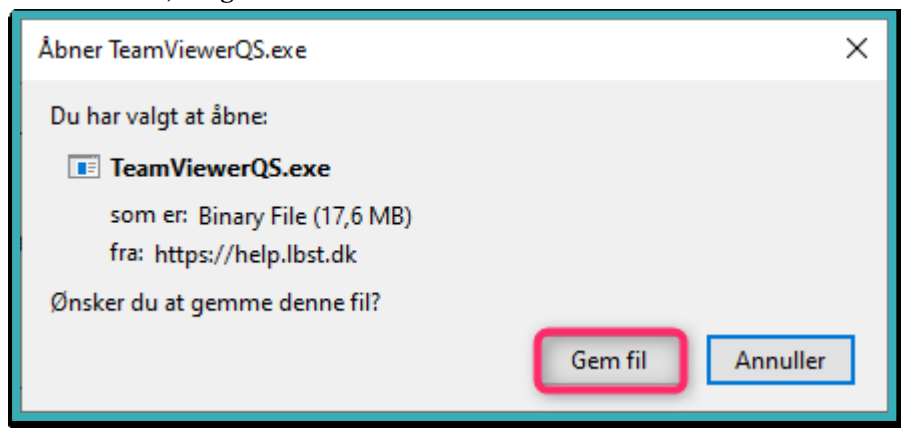 Åbner TeamViewerQS.exe
Du har valgt at åbne:
TeamViewerQS.exe
som er: Binary File (17,6 MB)
fra: https://help.lbst.dk
Ønsker du at gemme denne fil?
Gem fil Annuller